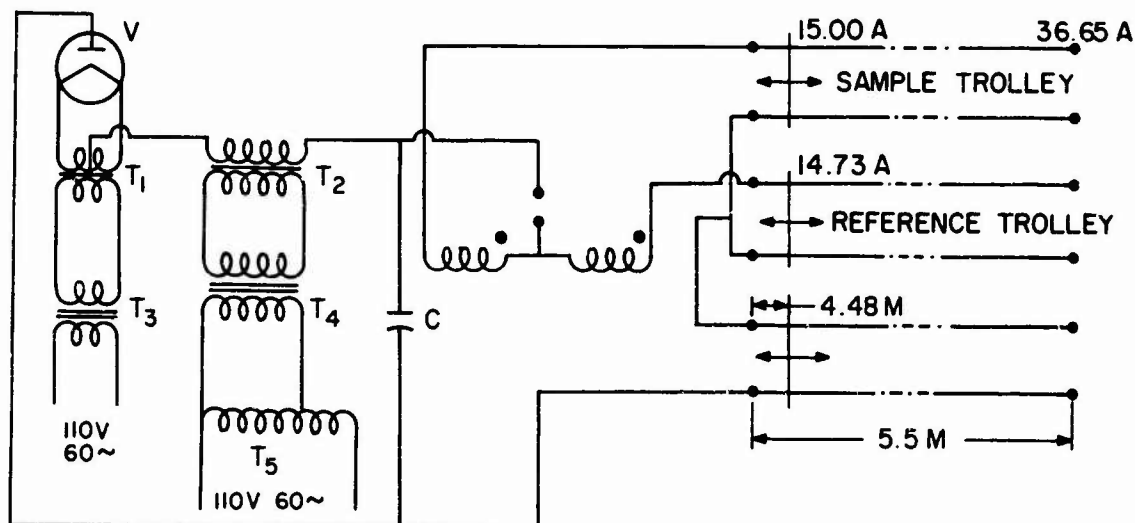 V
15.00 A
36.65 A
SAMPLE TROLLEY
T1
T2
14.73 A
REFERENCE TROLLEY
T3
T4
C
4.48 M
5.5 M
110V
60~
T5
110V 60~